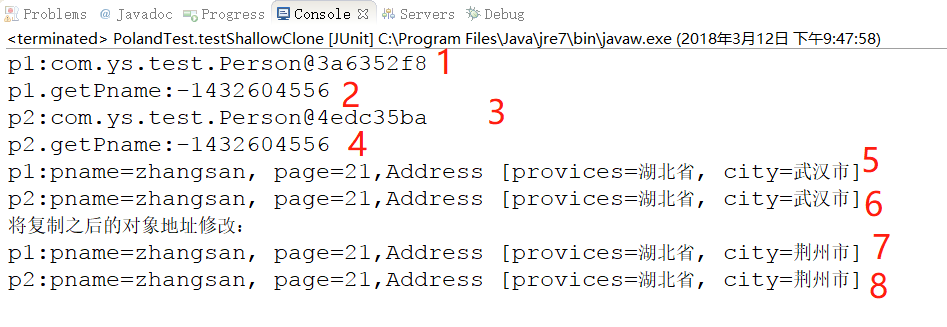 Problems @ Javadoc Progress Console Servers Debug
<terminated> PolandTest.testShallowClone [JUnit] C:\Program Files\Java\jre7\bin\javaw.exe (2018年3月12日 下午9:47:58)
p1:com.ys.test.Person@3a6352f8 1
p1.getPname:-1432604556 2
p2:com.ys.test.Person@4edc35ba 3
p2.getPname:-1432604556 4
p1:pname=zhangsan, page=21,Address [provices=湖北省, city=武汉市] 5
p2:pname=zhangsan, page=21,Address [provices=湖北省, city=武汉市] 6
将复制之后的对象地址修改:
p1:pname=zhangsan, page=21,Address [provices=湖北省, city=荆州市] 7
p2:pname=zhangsan, page=21,Address [provices=湖北省, city=荆州市] 8